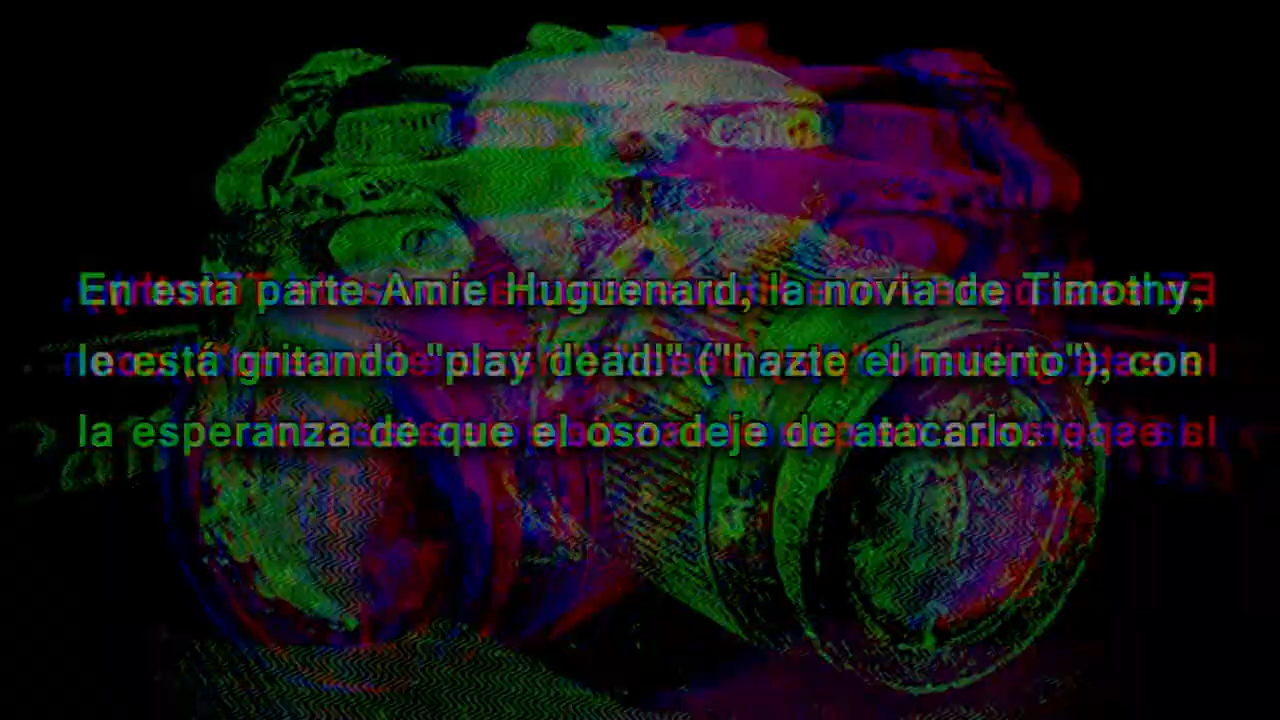 Canon
En esta parte Amie Huguenard, la novia de Timothy,
le está gritando "play dead!" ("hazte el muerto"), con
la esperanza de que el oso deje de atacarlo.